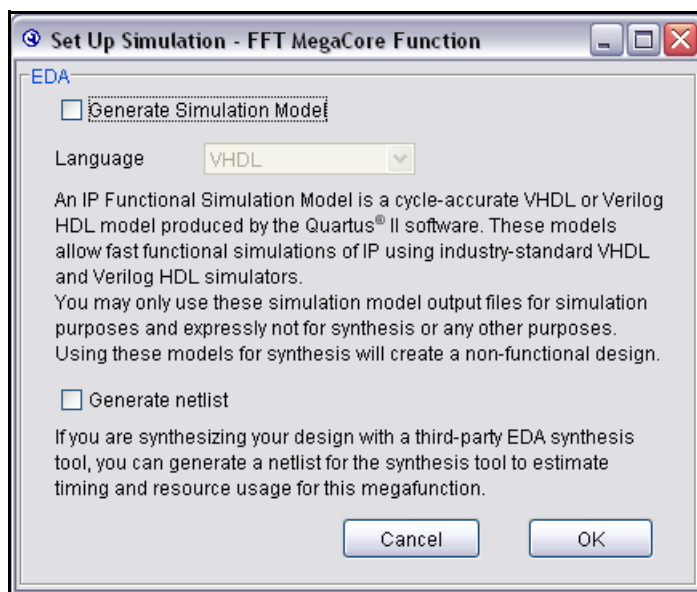 Set Up Simulation - FFT MegaCore Function
EDA
Generate Simulation Model
Language VHDL
An IP Functional Simulation Model is a cycle-accurate VHDL or Verilog
HDL model produced by the Quartus® II software. These models
allow fast functional simulations of IP using industry-standard VHDL
and Verilog HDL simulators.
You may only use these simulation model output files for simulation
purposes and expressly not for synthesis or any other purposes.
Using these models for synthesis will create a non-functional design.
Generate netlist
If you are synthesizing your design with a third-party EDA synthesis
tool, you can generate a netlist for the synthesis tool to estimate
timing and resource usage for this megafunction.
Cancel OK